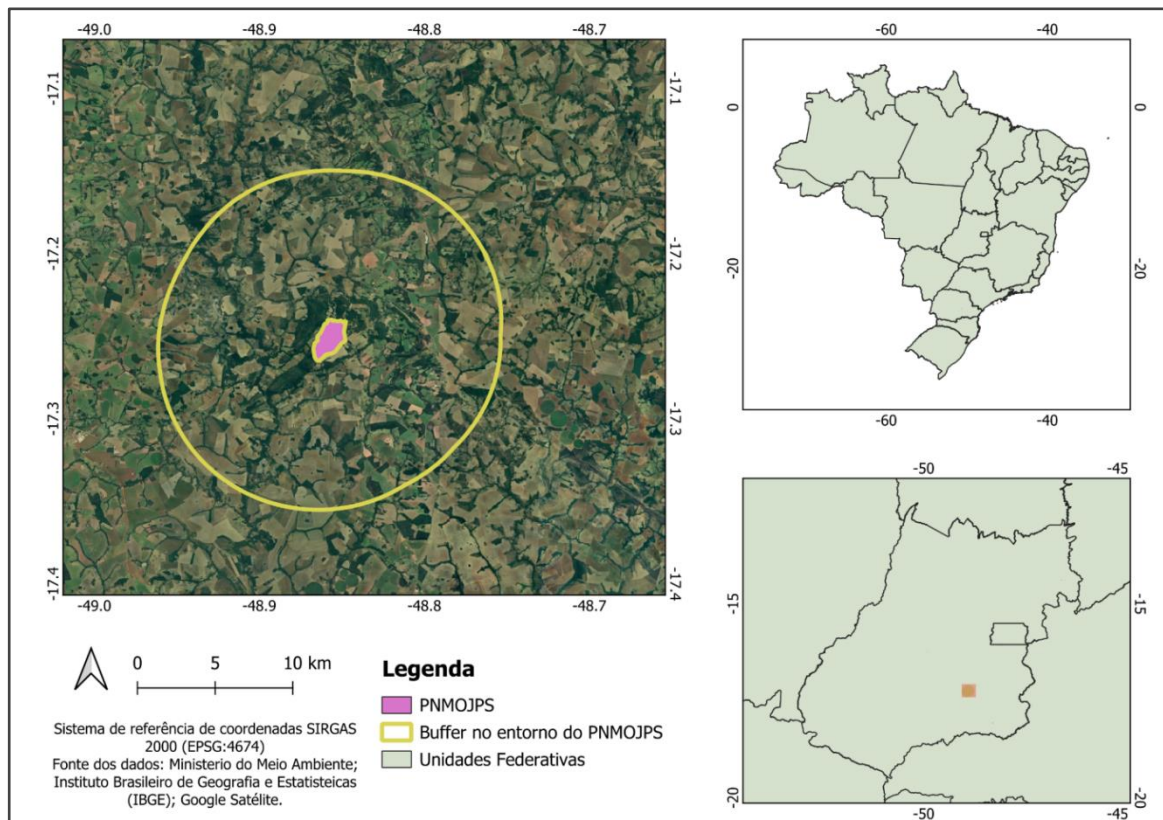 -49.0 -48.9 -48.8 -48.7
-17.1 -17.1
-17.2 -17.2
-17.3 -17.3
-17.4 -17.4
-49.0 -48.9 -48.8 -48.7
-60 -40
0 0
-20 -20
-60 -40
-50 -45
-15 -15
-20 -20
-50 -45
0 5 10 km
Sistema de referência de coordenadas SIRGAS
2000 (EPSG:4674)
Fonte dos dados: Ministerio do Meio Ambiente;
Instituto Brasileiro de Geografia e Estatisteicas
(IBGE); Google Satélite.
Legenda
PNMOJPS
Buffer no entorno do PNMOJPS
Unidades Federativas